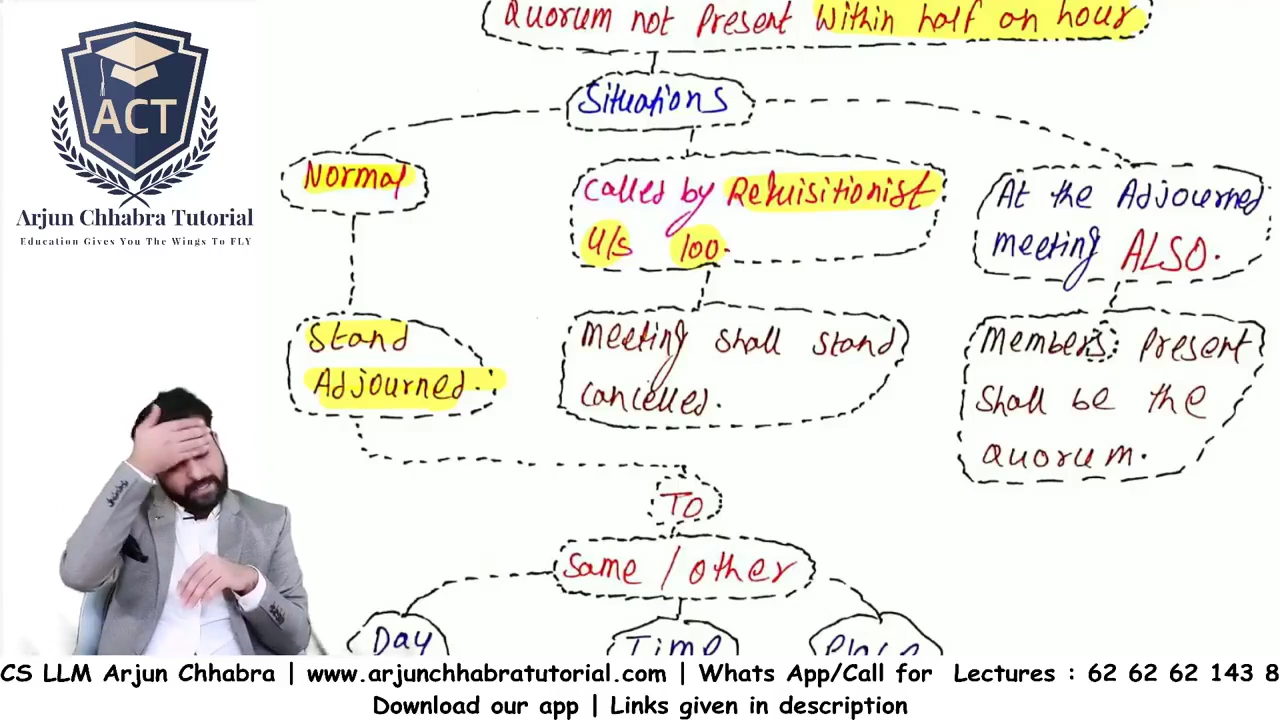 Quorum not Present Within half an hour
Situations
Normal
Called by Requisitionist
U/s 100.
At the Adjourned
meeting ALSO.
Stand
Adjourned.
meeting shall stand
cancelled.
Members Present
shall be the
quorum.
TO
Same / other
Day
Time
Place
ACT
Arjun Chhabra Tutorial
Education Gives You The Wings To FLY
CS LLM Arjun Chhabra | www.arjunchhabratutorial.com | Whats App/Call for Lectures : 62 62 62 143 8
Download our app | Links given in description